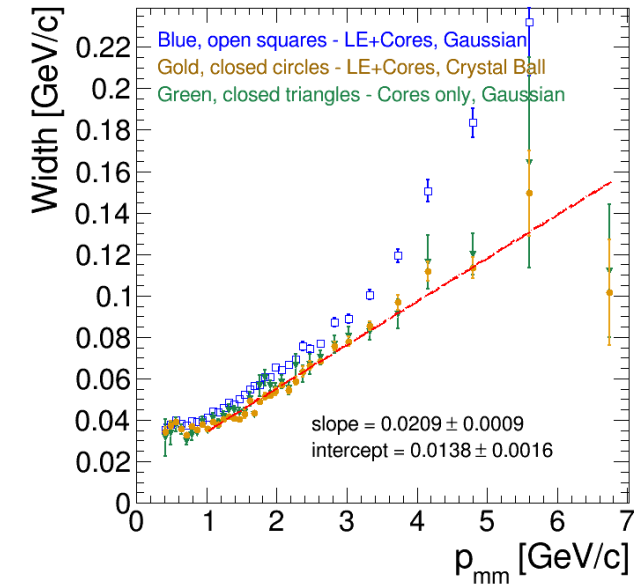 Width [GeV/c]
0.22
0.2
0.18
0.16
0.14
0.12
0.1
0.08
0.06
0.04
0.02
0
Blue, open squares - LE+Cores, Gaussian
Gold, closed circles - LE+Cores, Crystal Ball
Green, closed triangles - Cores only, Gaussian
slope = 0.0209 ± 0.0009
intercept = 0.0138 ± 0.0016
0 1 2 3 4 5 6 7
p_mm [GeV/c]